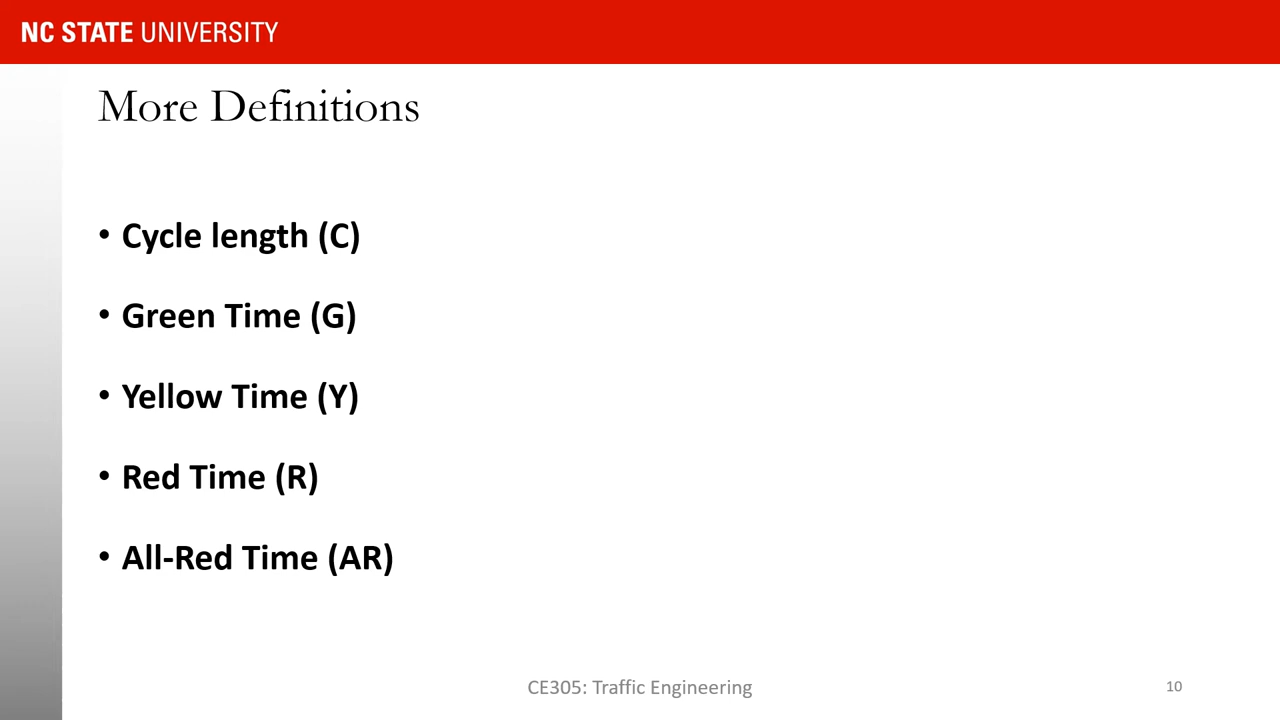 NC STATE UNIVERSITY
More Definitions
• Cycle length (C)
• Green Time (G)
• Yellow Time (Y)
• Red Time (R)
• All-Red Time (AR)
CE305: Traffic Engineering
10